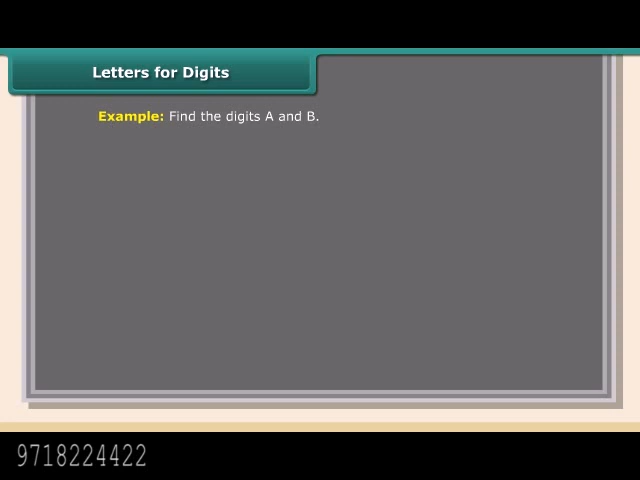 Letters for Digits
Example: Find the digits A and B.
9718224422